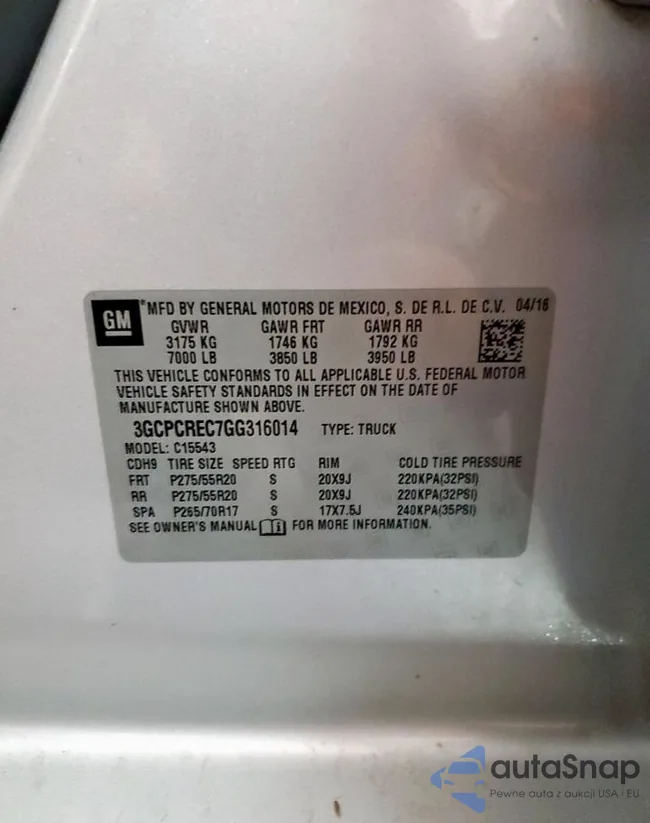 GM
*MFD BY GENERAL MOTORS DE MEXICO, S. DE R.L. DE C.V. 04/16
GVWR GAWR FRT GAWR RR
3175 KG 1746 KG 1792 KG
7000 LB 3850 LB 3950 LB
THIS VEHICLE CONFORMS TO ALL APPLICABLE U.S. FEDERAL MOTOR
VEHICLE SAFETY STANDARDS IN EFFECT ON THE DATE OF
MANUFACTURE SHOWN ABOVE.
3GCPCREC7GG316014 TYPE: TRUCK
MODEL: C15543
CDH9 TIRE SIZE SPEED RTG RIM COLD TIRE PRESSURE
FRT P275/55R20 S 20X9J 220KPA(32PSI)
RR P275/55R20 S 20X9J 220KPA(32PSI)
SPA P265/70R17 S 17X7.5J 240KPA(35PSI)
SEE OWNER'S MANUAL FOR MORE INFORMATION.
autaSnap
Pewne auta z aukcji USA i EU